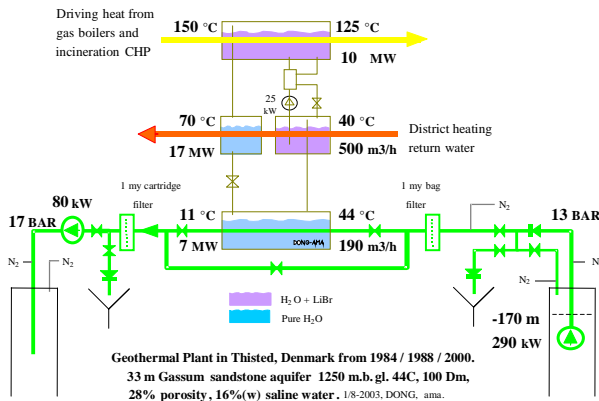 Driving heat from
gas boilers and
incineration CHP
150 °C
125 °C
10 MW
25
kW
70 °C
40 °C
District heating
return water
17 MW
500 m3/h
80 kW
1 my cartridge
filter
11 °C
44 °C
1 my bag
filter
N2
17 BAR
13 BAR
7 MW
DONG-AMA
190 m3/h
N2
N2
N2
N
H2O + LiBr
Pure H2O
-170 m
290 kW
Geothermal Plant in Thisted, Denmark from 1984 / 1988 / 2000.
33 m Gassum sandstone aquifer 1250 m.b. gl. 44C, 100 Dm,
28% porosity, 16%(w) saline water. 1/8-2003, DONG, ama.